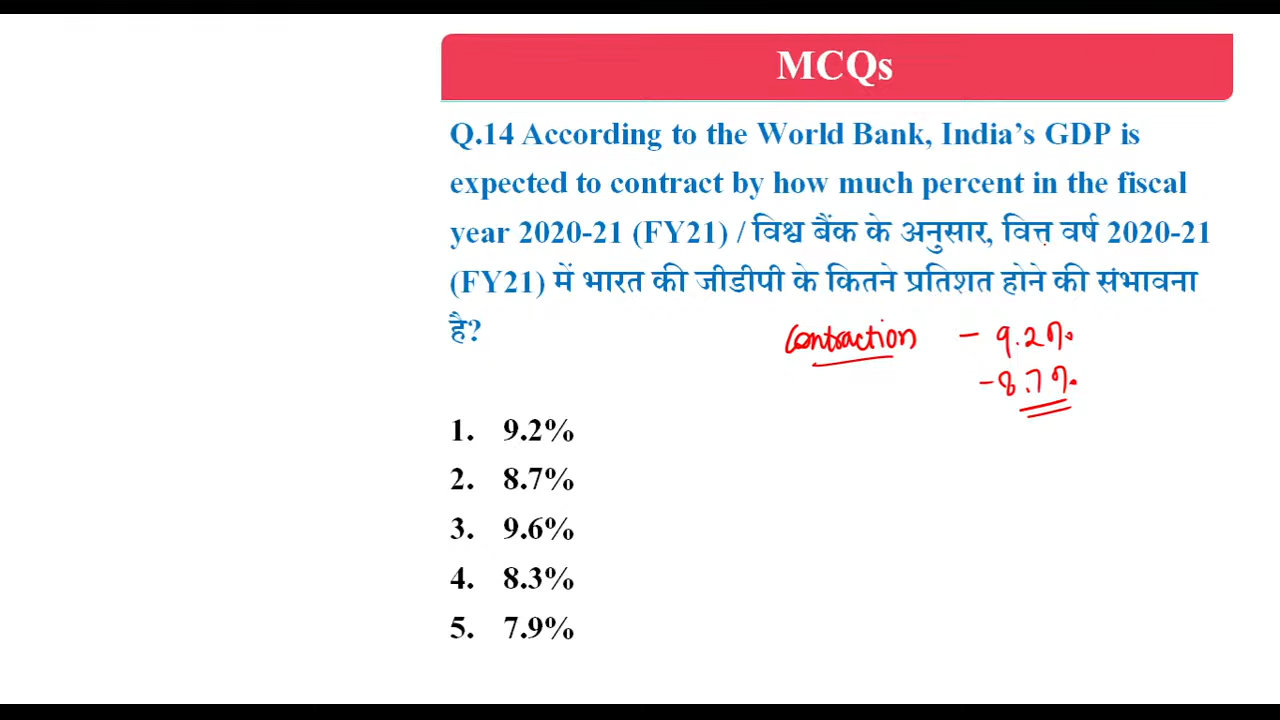 MCQs
Q.14 According to the World Bank, India's GDP is
expected to contract by how much percent in the fiscal
year 2020-21 (FY21) / विश्व बैंक के अनुसार, वित्त वर्ष 2020-21
(FY21) में भारत की जीडीपी के कितने प्रतिशत होने की संभावना
है?
Contraction - 9.2%
-8.7%
1. 9.2%
2. 8.7%
3. 9.6%
4. 8.3%
5. 7.9%